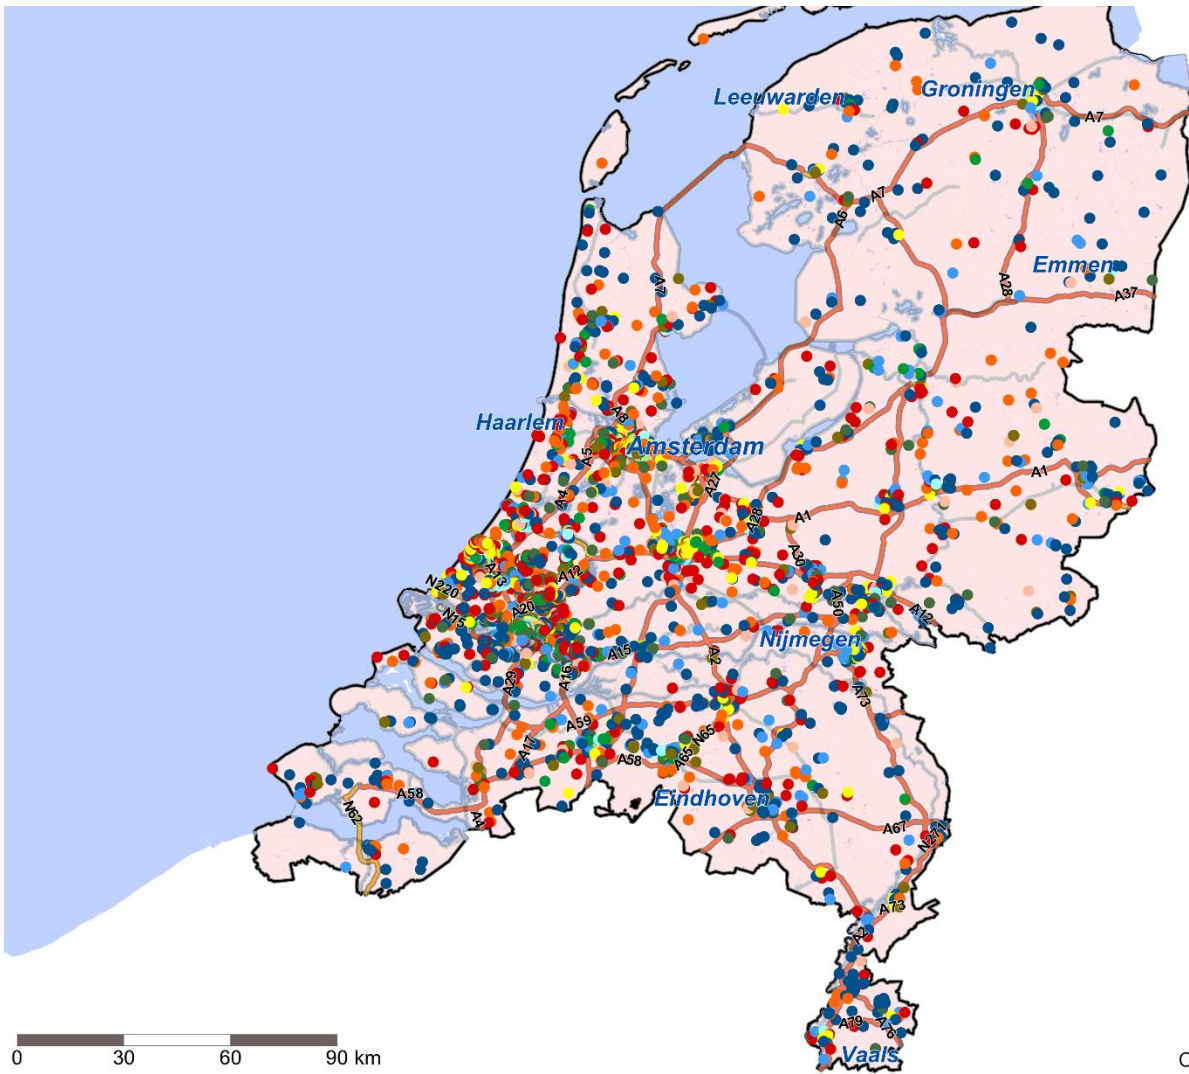 Leeuwarden
Groningen
A7
A7
A6
A7
Emmen
A28
A37
A8
Haarlem
Amsterdam
A5
A27
A1
A4
A28
A1
A13
A12
A30
N220
A50
A12
N15
A20
Nijmegen
A15
A2
A29
A16
A73
A59
A17
N65
A65
A58
A58
Eindhoven
N62
A4
A67
N271
A73
A2
A79
A76
Vaals
0 30 60 90 km